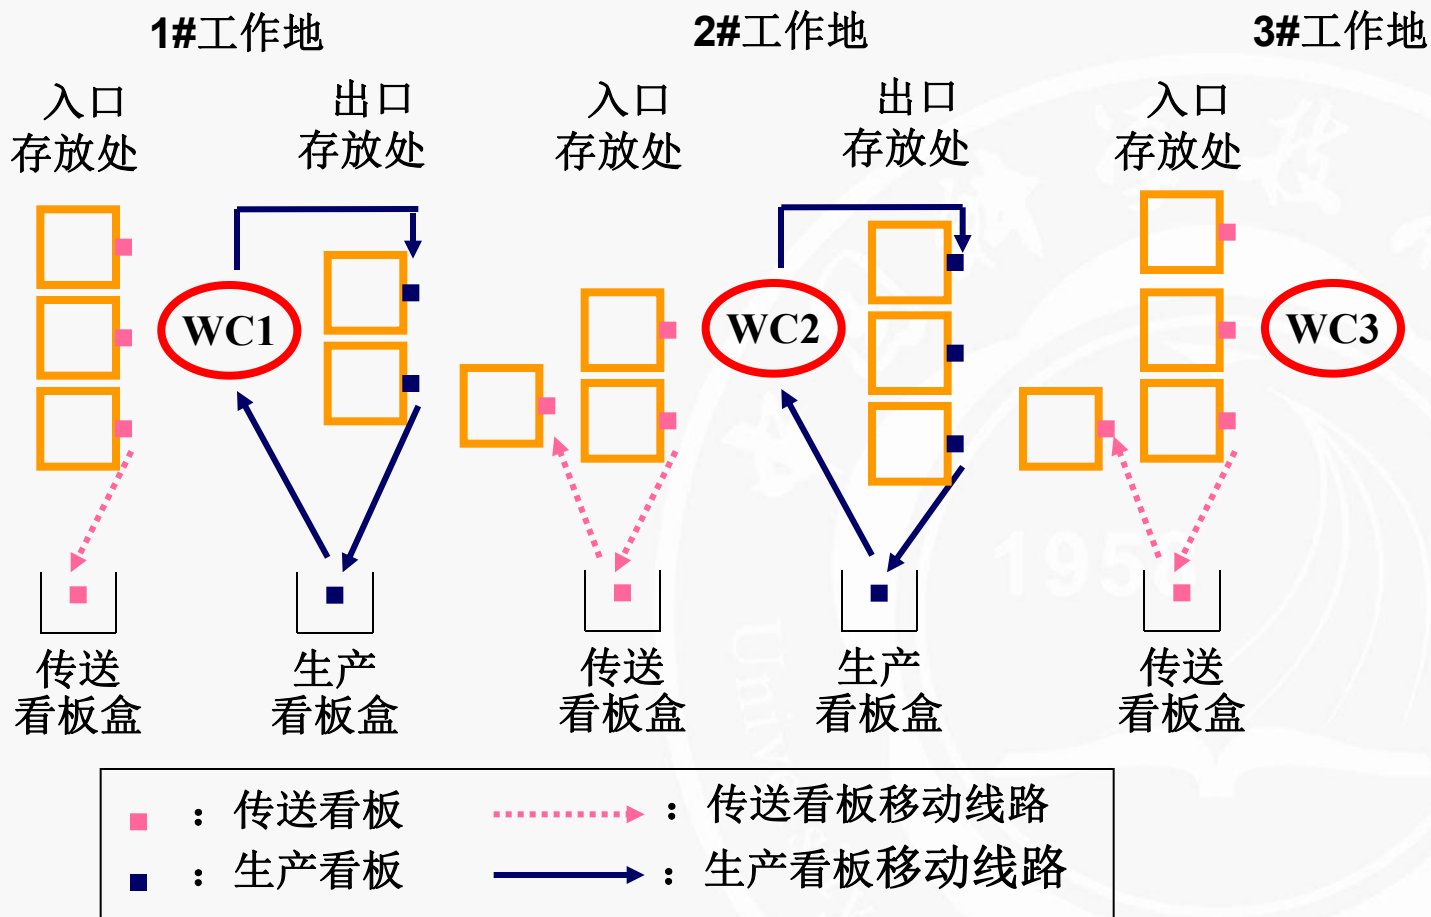 1#工作地 2#工作地 3#工作地
入口 出口 入口 出口 入口
存放处 存放处 存放处 存放处 存放处
WC1 WC2 WC3
1958
传送 生产 传送 生产 传送
看板盒 看板盒 看板盒 看板盒 看板盒
：传送看板 ：传送看板移动线路
：生产看板 ：生产看板移动线路